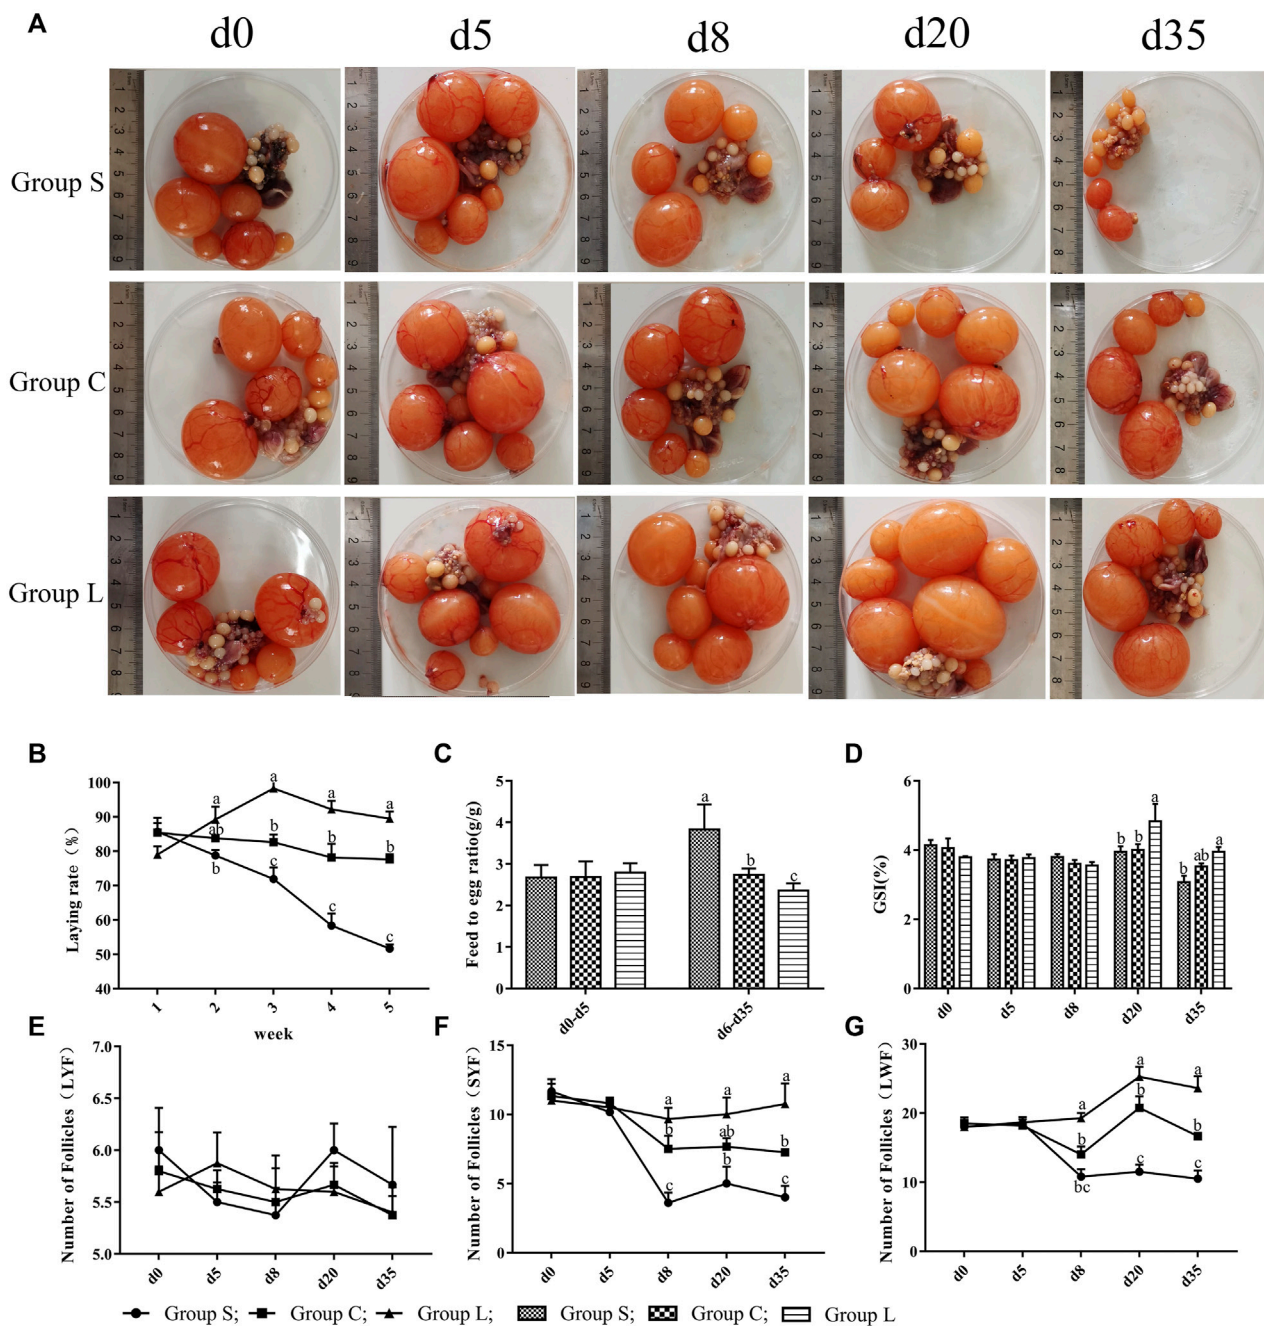 A
d0 d5 d8 d20 d35
Group S
Group C
Group L
B
Laying rate（%）
100
90
80
70
60
50
40
a a a a
ab b b b
b c c c
1 2 3 4 5
week
C
Feed to egg ratio(g/g)
5
4
3
2
1
0
a b c
d0-d5 d6-d35
D
GSI(%)
6
4
2
0
b b a b ab a
d0 d5 d8 d20 d35
E
Number of Follicles（LYF）
7.0
6.5
6.0
5.5
5.0
d0 d5 d8 d20 d35
F
Number of Follicles（SYF）
15
10
5
0
a a a
b ab b
c b c
d0 d5 d8 d20 d35
G
Number of Follicles（LWF）
30
20
10
0
a a a
b b b
bc c c
d0 d5 d8 d20 d35
Group S; Group C; Group L; Group S; Group C; Group L